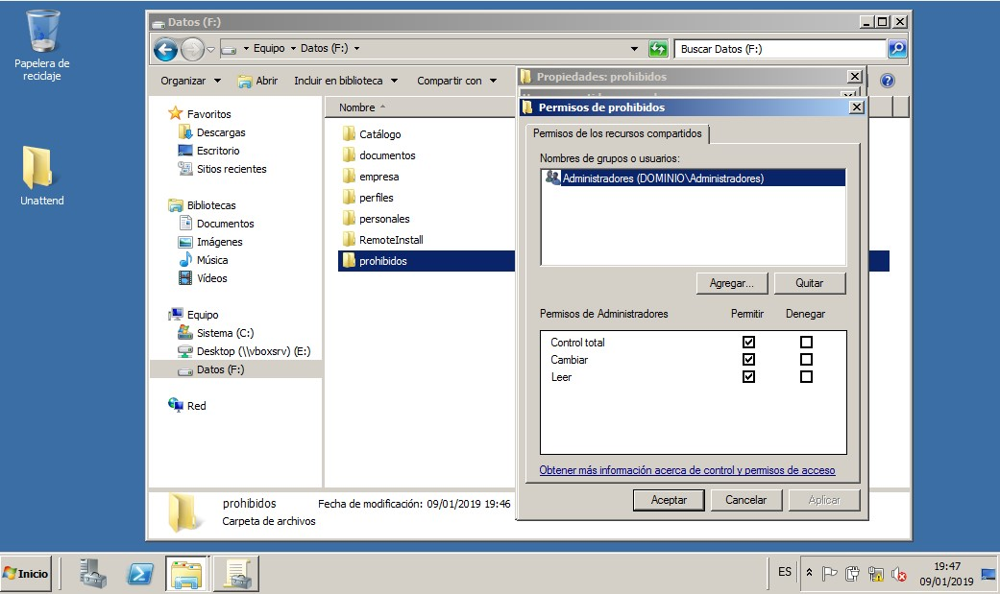 Papelera de
reciclaje
Unattend
Datos (F:)
Equipo
Datos (F:)
Buscar Datos (F:)
Organizar
Abrir
Incluir en biblioteca
Compartir con
Favoritos
Descargas
Escritorio
Sitios recientes
Bibliotecas
Documentos
Imágenes
Música
Vídeos
Equipo
Sistema (C:)
Desktop (\\vboxsrv) (E:)
Datos (F:)
Red
Nombre
Catálogo
documentos
empresa
perfiles
personales
RemoteInstall
prohibidos
prohibidos
Fecha de modificación: 09/01/2019 19:46
Carpeta de archivos
Propiedades: prohibidos
Permisos de prohibidos
Permisos de los recursos compartidos
Nombres de grupos o usuarios:
Administradores (DOMINIO\Administradores)
Agregar...
Quitar
Permisos de Administradores
Permitir
Denegar
Control total
Cambiar
Leer
Obtener más información acerca de control y permisos de acceso
Aceptar
Cancelar
Aplicar
Inicio
ES
19:47
09/01/2019